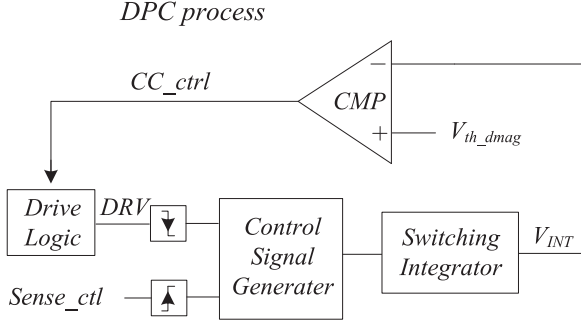 DPC process
CC_ctrl
CMP
−
+
V_th_dmag
Drive
Logic
DRV
Control
Signal
Generater
Switching
Integrator
V_INT
Sense_ctl